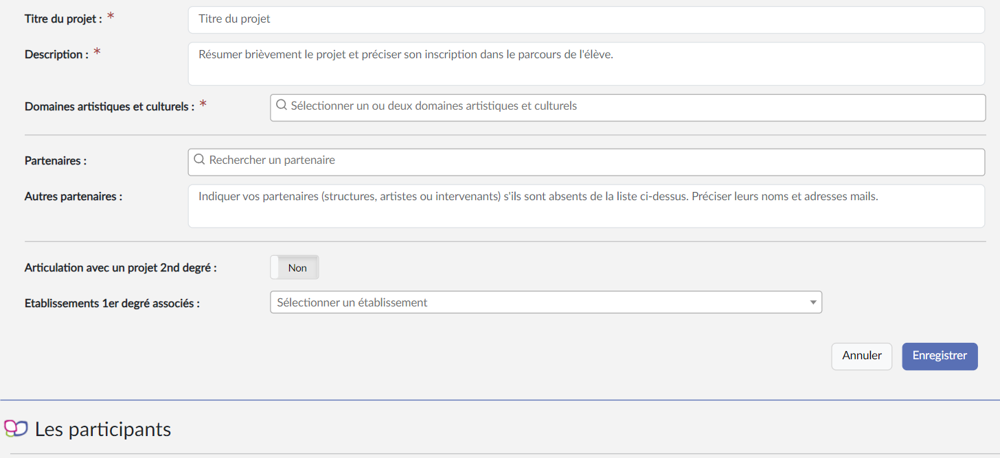 Titre du projet : * Titre du projet
Description : * Résumer brièvement le projet et préciser son inscription dans le parcours de l'élève.
Domaines artistiques et culturels : * Sélectionner un ou deux domaines artistiques et culturels
Partenaires : Rechercher un partenaire
Autres partenaires : Indiquer vos partenaires (structures, artistes ou intervenants) s'ils sont absents de la liste ci-dessus. Préciser leurs noms et adresses mails.
Articulation avec un projet 2nd degré : Non
Etablissements 1er degré associés : Sélectionner un établissement
Annuler Enregistrer
Les participants